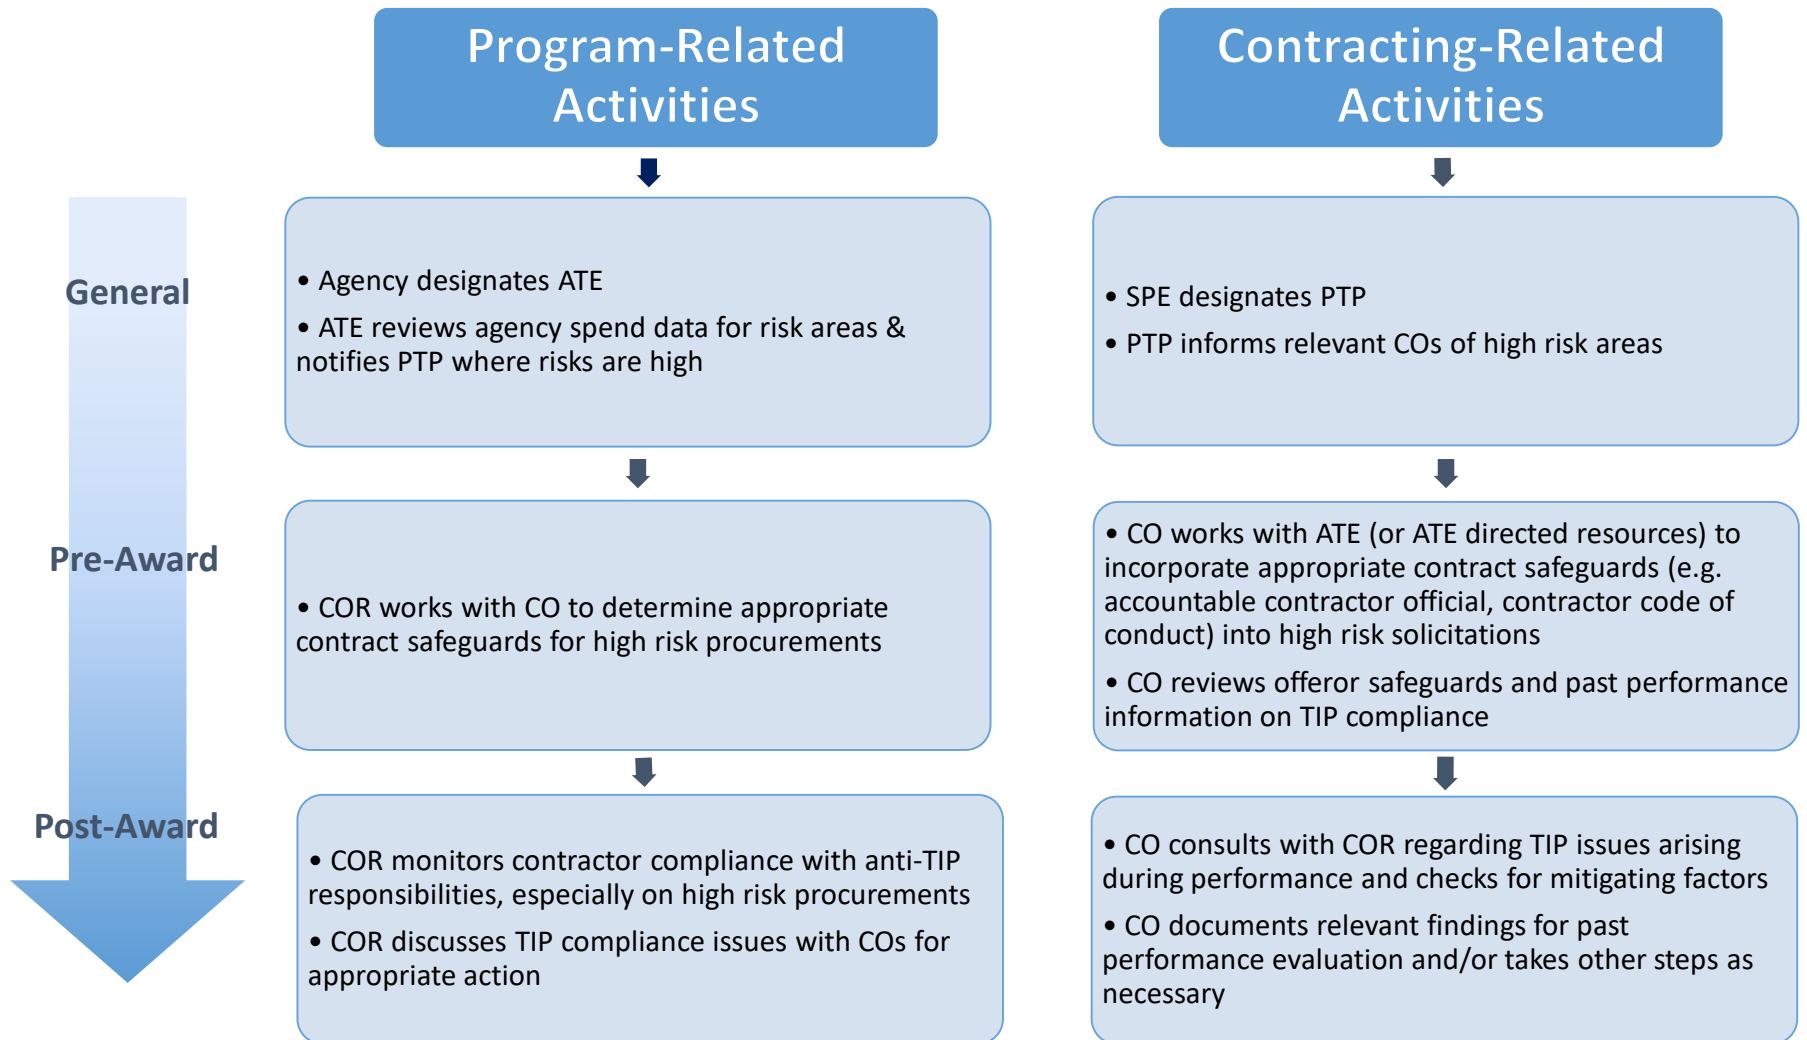 Program-Related
Activities
Contracting-Related
Activities
General
• Agency designates ATE
• ATE reviews agency spend data for risk areas &
notifies PTP where risks are high
• SPE designates PTP
• PTP informs relevant COs of high risk areas
Pre-Award
• COR works with CO to determine appropriate
contract safeguards for high risk procurements
• CO works with ATE (or ATE directed resources) to
incorporate appropriate contract safeguards (e.g.
accountable contractor official, contractor code of
conduct) into high risk solicitations
• CO reviews offeror safeguards and past performance
information on TIP compliance
Post-Award
• COR monitors contractor compliance with anti-TIP
responsibilities, especially on high risk procurements
• COR discusses TIP compliance issues with COs for
appropriate action
• CO consults with COR regarding TIP issues arising
during performance and checks for mitigating factors
• CO documents relevant findings for past
performance evaluation and/or takes other steps as
necessary